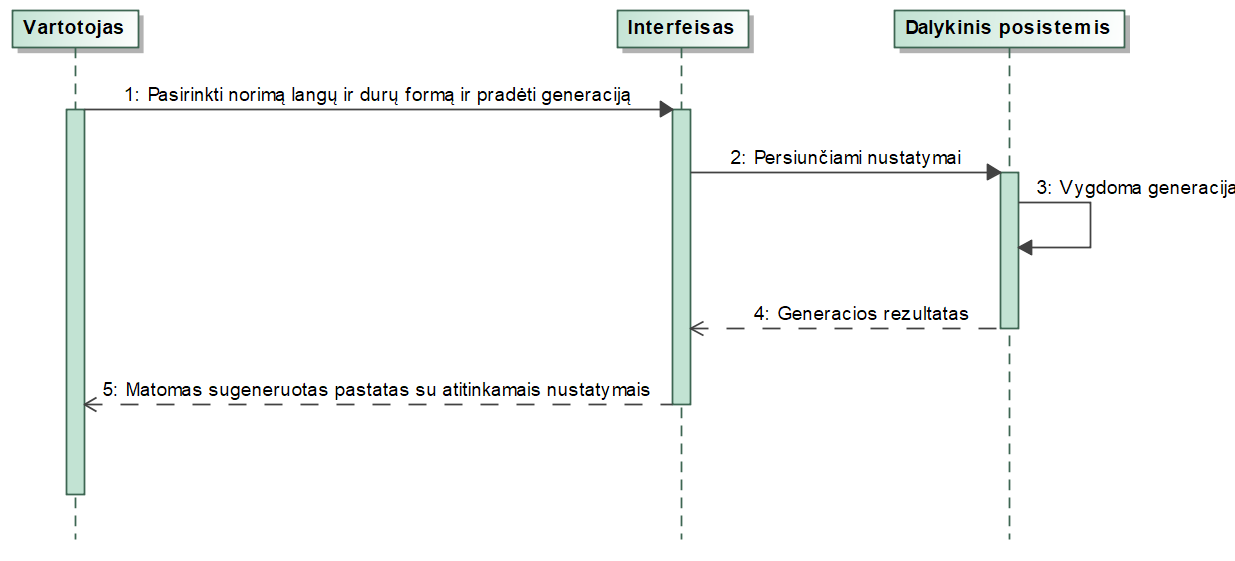 Vartotojas
Interfeisas
Dalykinis posistemis
1: Pasirinkti norimą langų ir durų formą ir pradėti generaciją
2: Persiunčiami nustatymai
3: Vygdoma generacija
4: Generacios rezultatas
5: Matomas sugeneruotas pastatas su atitinkamais nustatymais